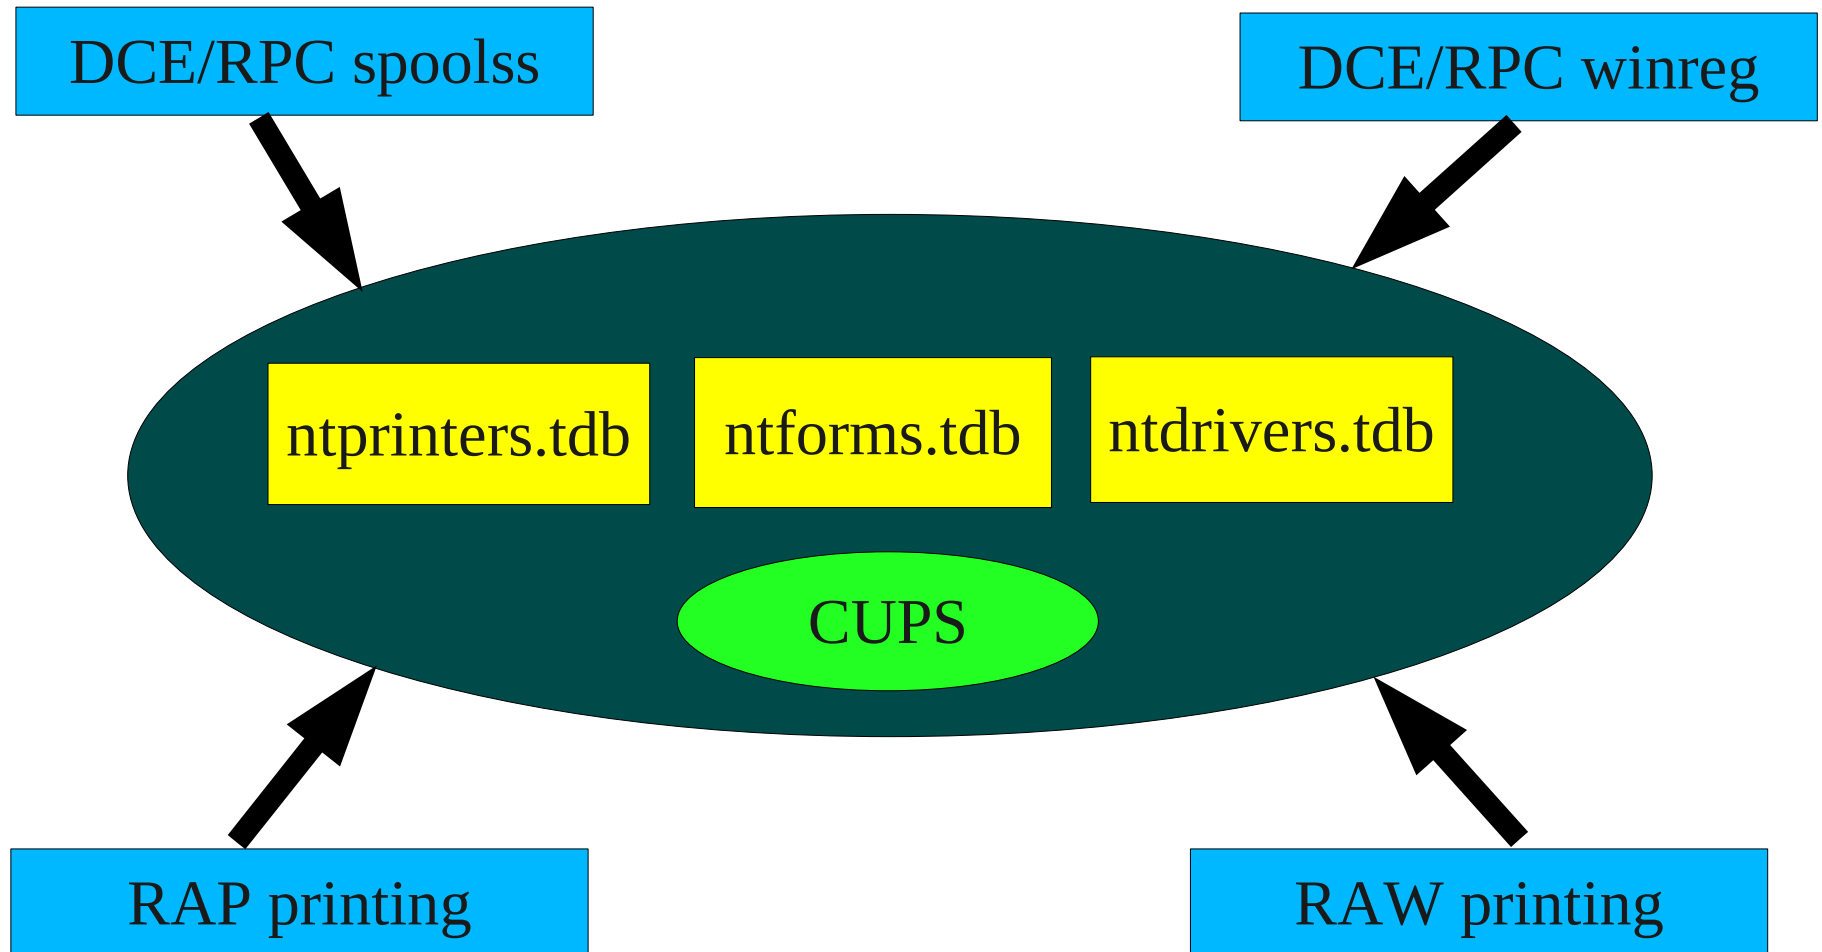 DCE/RPC spoolss
DCE/RPC winreg
ntprinters.tdb
ntforms.tdb
ntdrivers.tdb
CUPS
RAP printing
RAW printing